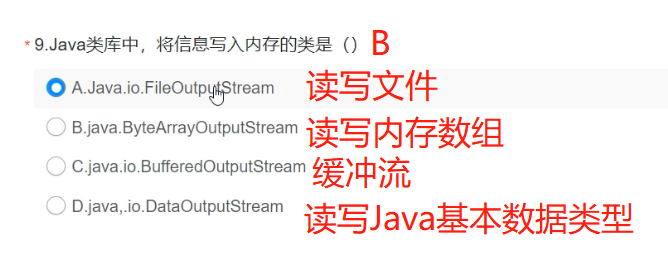 * 9.Java类库中，将信息写入内存的类是（） B
A.Java.io.FileOutputStream 读写文件
B.java.ByteArrayOutputStream 读写内存数组
C.java.io.BufferedOutputStream 缓冲流
D.java,.io.DataOutputStream 读写Java基本数据类型